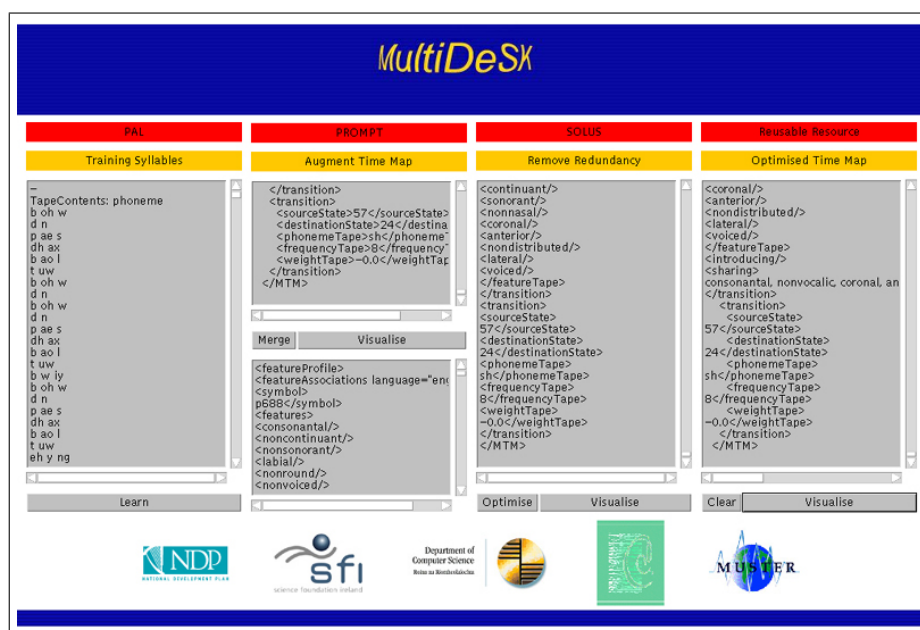 MultiDeSK
PAL
PROMPT
SOLUS
Reusable Resource
Training Syllables
Augment Time Map
Remove Redundancy
Optimised Time Map
–
TapeContents: phoneme
b oh w
d n
p ae s
dh ax
b ao l
t uw
b oh w
d n
b oh w
d n
p ae s
dh ax
b ao l
t uw
b w iy
b oh w
d n
p ae s
dh ax
b ao l
t uw
eh y ng
Learn
</transition>
<transition>
<sourceState>57</sourceState>
<destinationState>24</destina
<phonemeTape>sh</phonemeT
<frequencyTape>8</frequency
<weightTape>-0.0</weightTap
</transition>
</MTM>
Merge
Visualise
<featureProfile>
<featureAssociations language="eng
<symbol>
p688</symbol>
<features>
<consonantal/>
<noncontinuant/>
<nonsonorant/>
<labial/>
<nonround/>
<nonvoiced/>
<continuant/>
<sonorant/>
<nonnasal/>
<coronal/>
<anterior/>
<nondistributed/>
<lateral/>
<voiced/>
</featureTape>
</transition>
<transition>
<sourceState>
57</sourceState>
<destinationState>
24</destinationState>
<phonemeTape>
sh</phonemeTape>
<frequencyTape>
8</frequencyTape>
<weightTape>
-0.0</weightTape>
</transition>
</MTM>
Optimise
Visualise
<coronal/>
<anterior/>
<nondistributed/>
<lateral/>
<voiced/>
</featureTape>
<introducing/>
<sharing>
consonantal, nonvocalic, coronal, an
</transition>
<transition>
<sourceState>
57</sourceState>
<destinationState>
24</destinationState>
<phonemeTape>
sh</phonemeTape>
<frequencyTape>
8</frequencyTape>
<weightTape>
-0.0</weightTape>
</transition>
</MTM>
Clear
Visualise
NDP
NATIONAL DEVELOPMENT PLAN
sfi
science foundation ireland
Department of
Computer Science
MUSTER